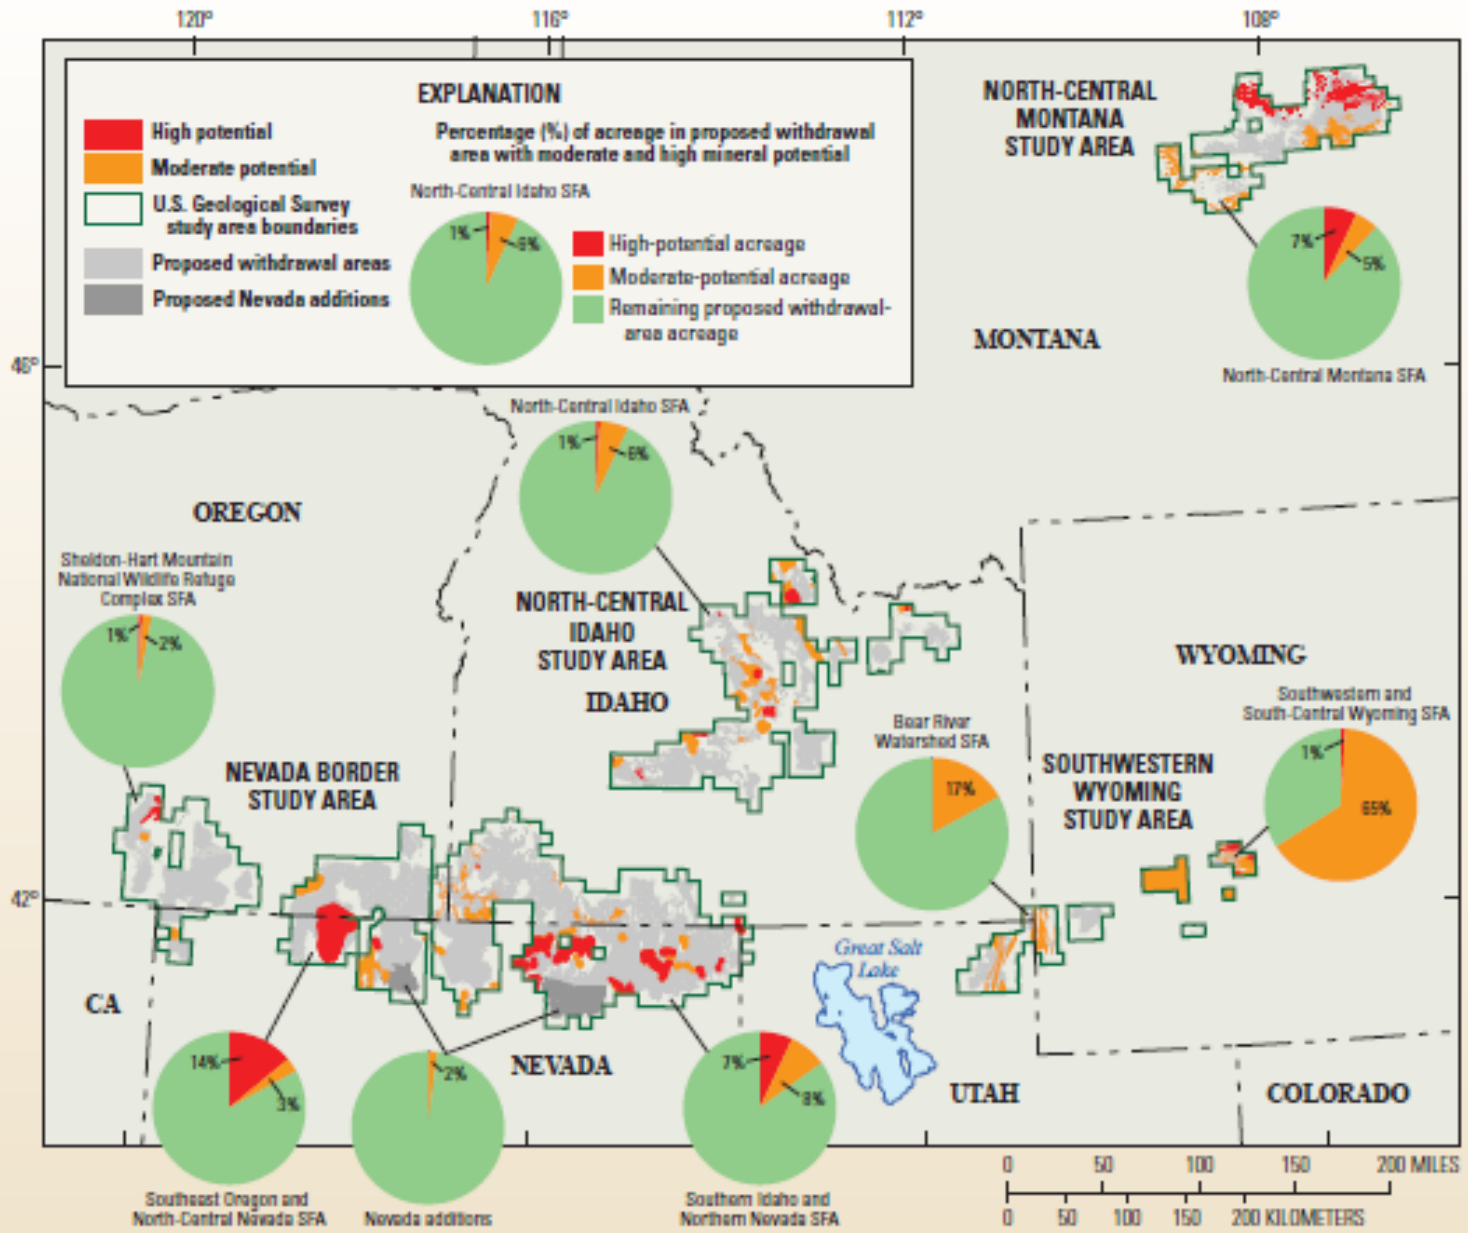 120°
116°
112°
108°
EXPLANATION
High potential
Moderate potential
U.S. Geological Survey
study area boundaries
Proposed withdrawal areas
Proposed Nevada additions
Percentage (%) of acreage in proposed withdrawal
area with moderate and high mineral potential
North-Central Idaho SFA
1%
6%
High-potential acreage
Moderate-potential acreage
Remaining proposed withdrawal-
area acreage
NORTH-CENTRAL
MONTANA
STUDY AREA
7%
5%
North-Central Montana SFA
MONTANA
46°
North-Central Idaho SFA
1%
6%
OREGON
Sheldon-Hart Mountain
National Wildlife Refuge
Complex SFA
1%
2%
NORTH-CENTRAL
IDAHO
STUDY AREA
IDAHO
WYOMING
Southwestern and
South-Central Wyoming SFA
1%
65%
Bear River
Watershed SFA
17%
SOUTHWESTERN
WYOMING
STUDY AREA
NEVADA BORDER
STUDY AREA
42°
Great Salt
Lake
CA
NEVADA
UTAH
COLORADO
14%
3%
Southeast Oregon and
North-Central Nevada SFA
2%
Nevada additions
7%
8%
Southern Idaho and
Northern Nevada SFA
0 50 100 150 200 MILES
0 50 100 150 200 KILOMETERS